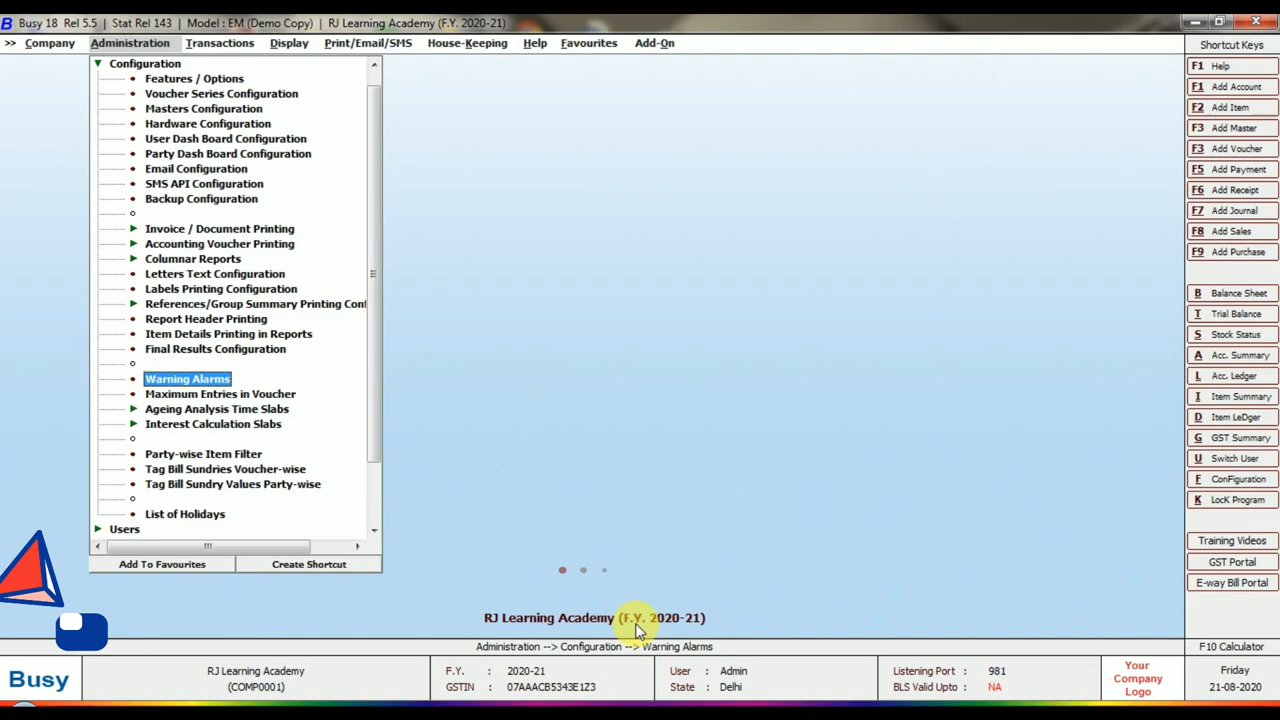 Busy 18 Rel 5.5 | Stat Rel 143 | Model : EM (Demo Copy) | RJ Learning Academy (F.Y. 2020-21)
>> Company Administration Transactions Display Print/Email/SMS House-Keeping Help Favourites Add-On
Shortcut Keys
Configuration
Features / Options
Voucher Series Configuration
Masters Configuration
Hardware Configuration
User Dash Board Configuration
Party Dash Board Configuration
Email Configuration
SMS API Configuration
Backup Configuration
Invoice / Document Printing
Accounting Voucher Printing
Columnar Reports
Letters Text Configuration
Labels Printing Configuration
References/Group Summary Printing Conf
Report Header Printing
Item Details Printing in Reports
Final Results Configuration
Warning Alarms
Maximum Entries in Voucher
Ageing Analysis Time Slabs
Interest Calculation Slabs
Party-wise Item Filter
Tag Bill Sundries Voucher-wise
Tag Bill Sundry Values Party-wise
List of Holidays
Users
Add To Favourites Create Shortcut
F1 Help
F1 Add Account
F2 Add Item
F3 Add Master
F3 Add Voucher
F5 Add Payment
F6 Add Receipt
F7 Add Journal
F8 Add Sales
F9 Add Purchase
B Balance Sheet
T Trial Balance
S Stock Status
A Acc. Summary
L Acc. Ledger
I Item Summary
D Item LeDger
G GST Summary
U Switch User
F ConFiguration
K LocK Program
Training Videos
GST Portal
E-way Bill Portal
RJ Learning Academy (F.Y. 2020-21)
Administration --> Configuration --> Warning Alarms
F10 Calculator
Busy
RJ Learning Academy
(COMP0001)
F.Y. : 2020-21
GSTIN : 07AAACB5343E1Z3
User : Admin
State : Delhi
Listening Port : 981
BLS Valid Upto : NA
Your
Company
Logo
Friday
21-08-2020